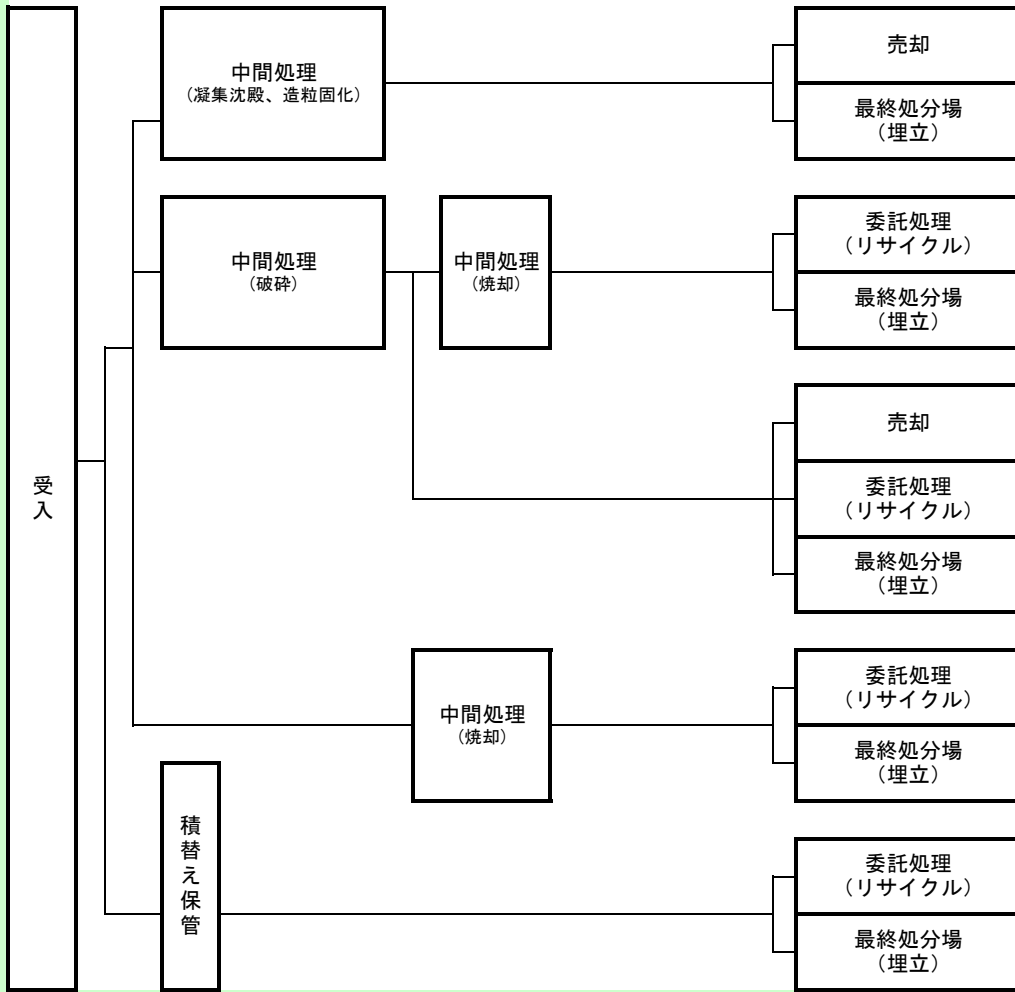 受入
中間処理
（凝集沈殿、造粒固化）
売却
最終処分場
（埋立）
中間処理
（破砕）
中間処理
（焼却）
委託処理
（リサイクル）
最終処分場
（埋立）
売却
委託処理
（リサイクル）
最終処分場
（埋立）
中間処理
（焼却）
委託処理
（リサイクル）
最終処分場
（埋立）
積替え保管
委託処理
（リサイクル）
最終処分場
（埋立）